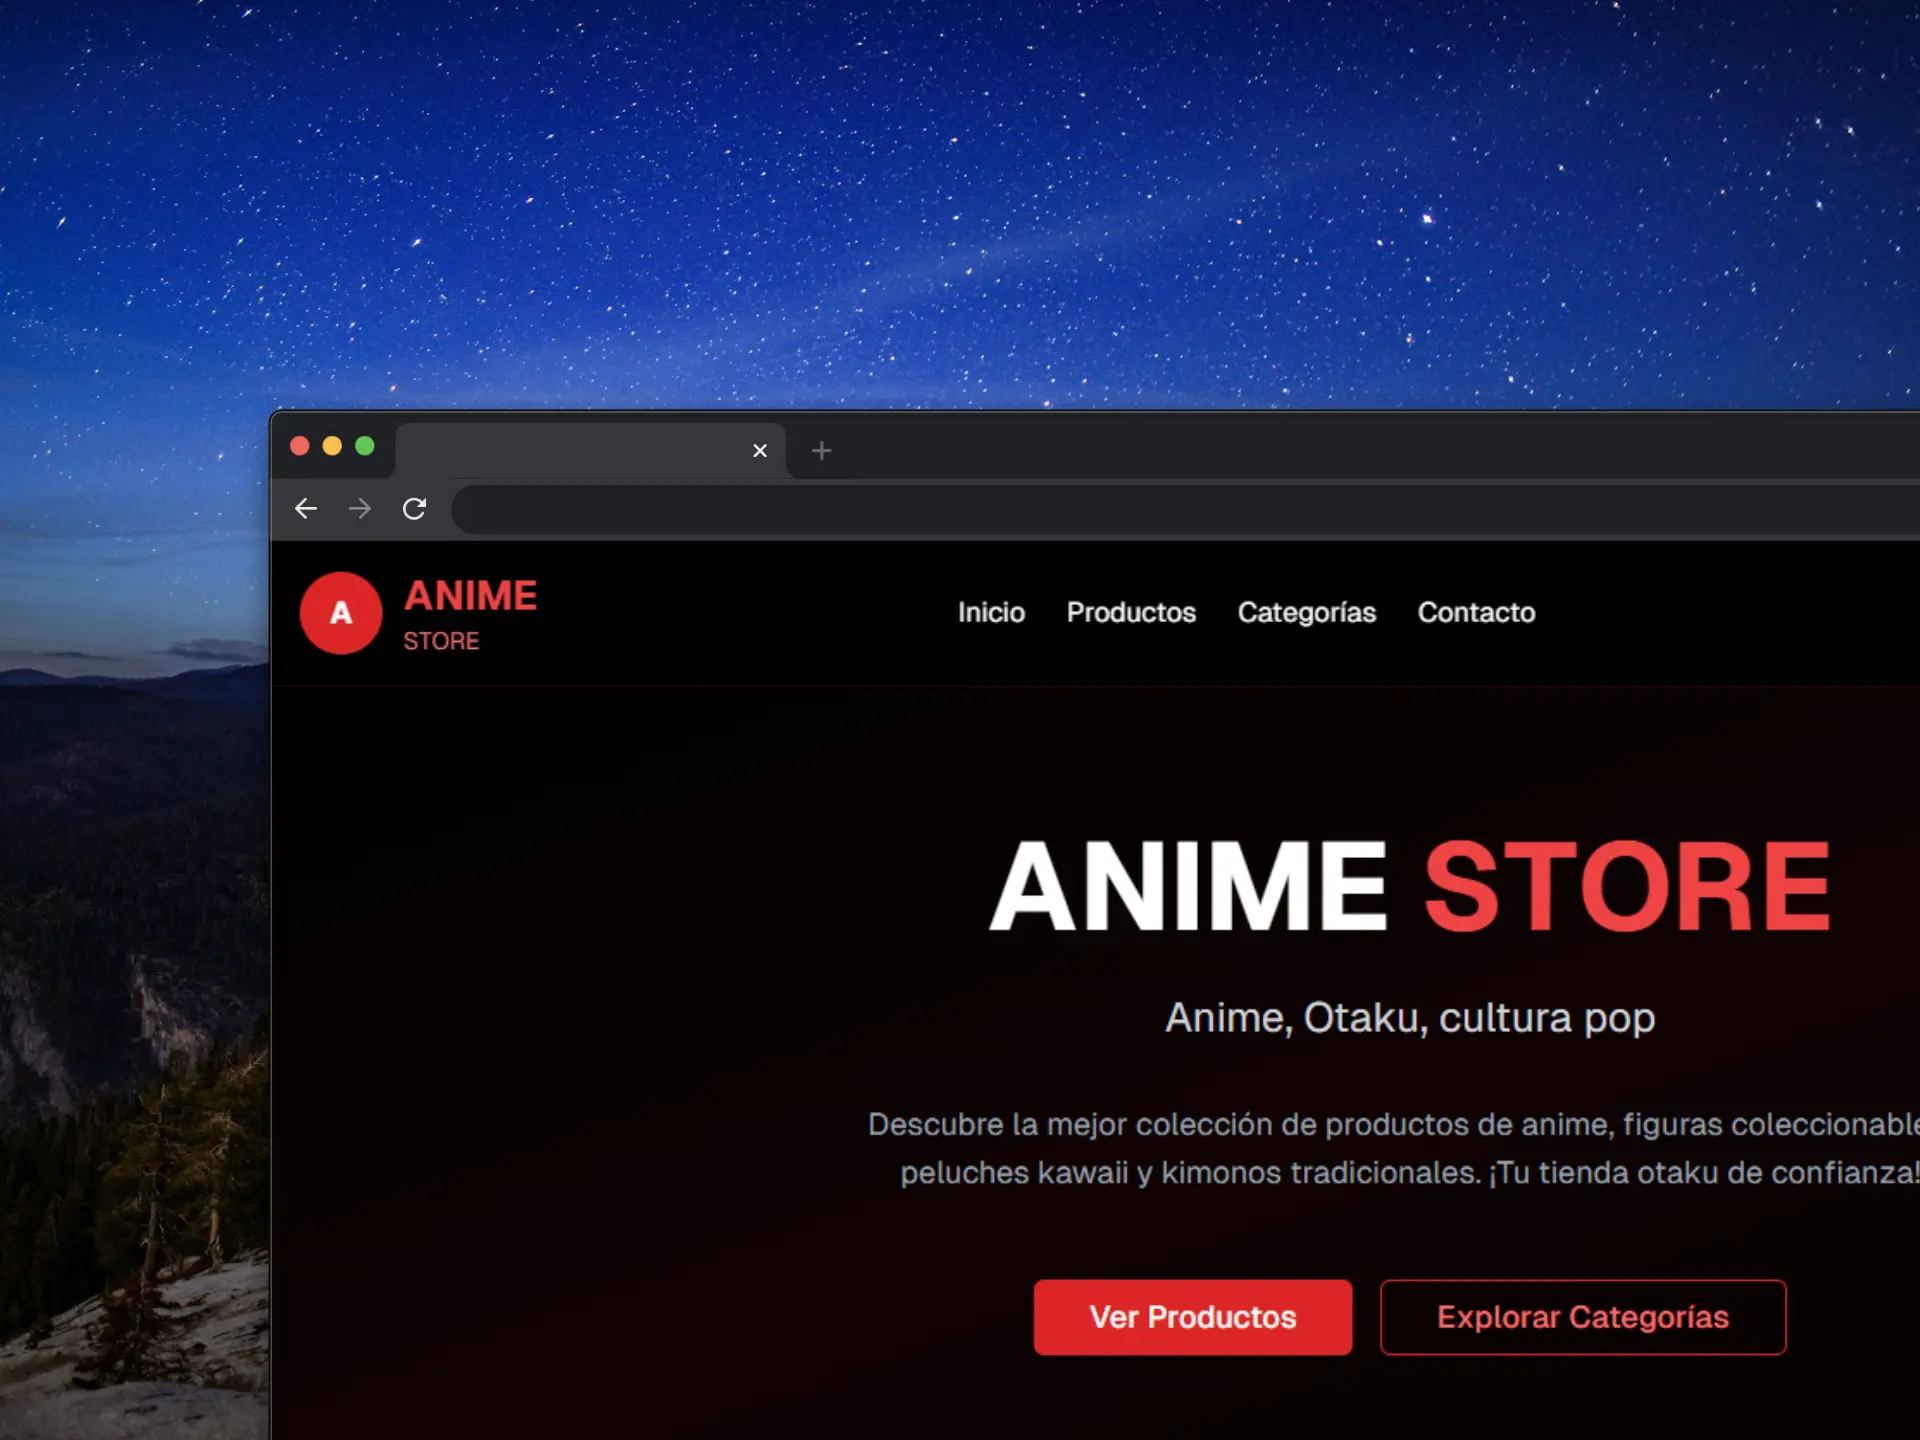 A
ANIME
STORE
Inicio Productos Categorías Contacto
ANIME STORE
Anime, Otaku, cultura pop
Descubre la mejor colección de productos de anime, figuras
peluches kawaii y kimonos tradicionales. ¡Tu tienda otaku de confianza!
Ver Productos Explorar Categorías